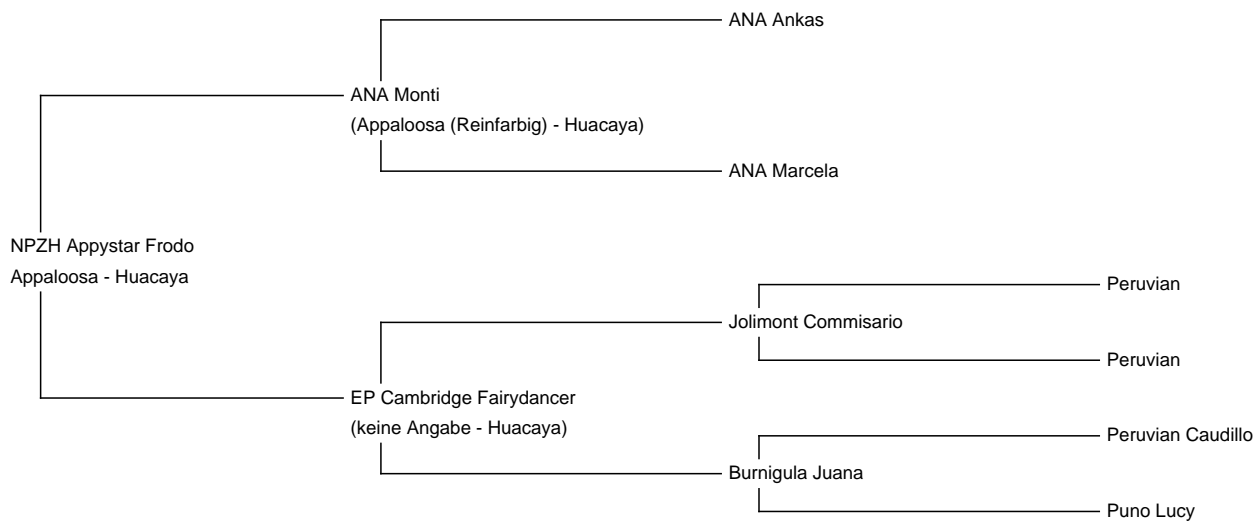 ANA Ankas
ANA Monti
(Appaloosa (Reinfarbig) - Huacaya)
ANA Marcela
NPZH Appystar Frodo
Appaloosa - Huacaya
Peruvian
Jolimont Commisario
Peruvian
EP Cambridge Fairydancer
(keine Angabe - Huacaya)
Peruvian Caudillo
Burnigula Juana
Puno Lucy